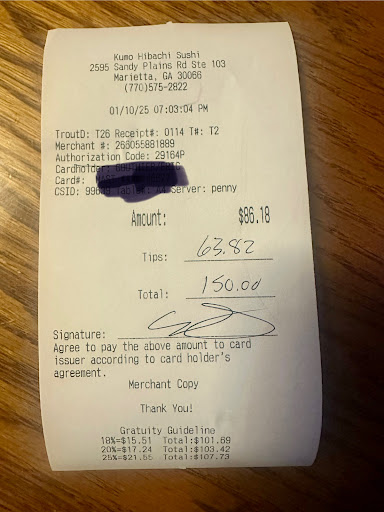 Kumo Hibachi Sushi
2595 Sandy Plains Rd Ste 103
Marietta, GA 30066
(770)575-2822
01/10/25 07:03:04 PM
TroutD: T26 Receipt#: 0114 T#: T2
Merchant #: 268055881889
Authorization Code: 29164P
Cardholder:
Card#:
CSID: Server: penny
Amount: $86.18
Tips: 63.82
Total: 150.00
Signature:
Agree to pay the above amount to card
issuer according to card holder's
agreement.
Merchant Copy
Thank You!
Gratuity Guideline
18%=$15.51 Total:$101.69
20%=$17.24 Total:$103.42
25%=$21.55 Total:$107.73